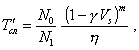 T'_{cn} = \frac{N_0}{N_1} \frac{(1 - \gamma V_s)^m}{\eta},